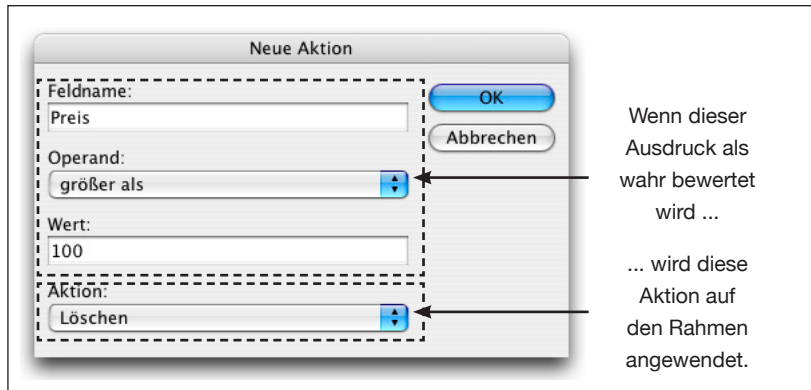 Neue Aktion
Feldname:
Preis
Operand:
größer als
Wert:
100
Aktion:
Löschen
OK
Abbrechen
Wenn dieser
Ausdruck als
wahr bewertet
wird ...
... wird diese
Aktion auf
den Rahmen
angewendet.